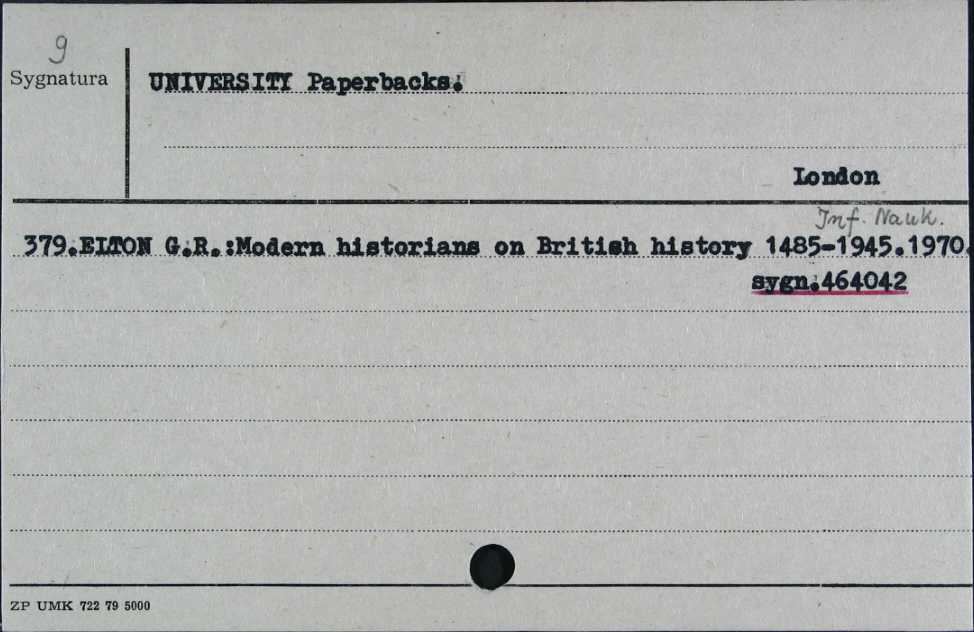 9
Sygnatura
UNIVERSITY Paperbacks.
London
Inf. Nauk.
379.ELTON G.R.:Modern historians on British history 1485-1945.1970.
sygn.464042
ZP UMK 722 79 5000